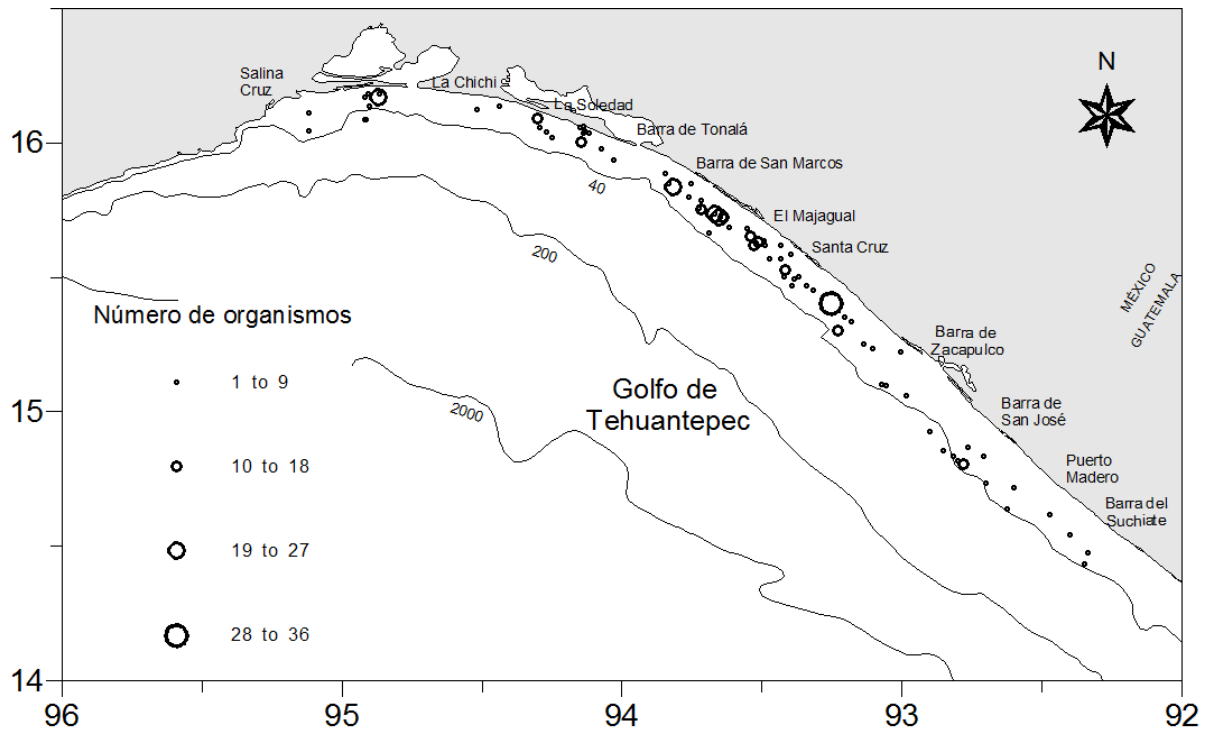 Salina
Cruz
La Chichi
La Soledad
Barra de Tonalá
Barra de San Marcos
El Majagual
Santa Cruz
Barra de
Zacapulco
Barra de
San José
Puerto
Madero
Barra del
Suchiate
N
MÉXICO
GUATEMALA
40
200
2000
Golfo de
Tehuantepec
Número de organismos
1 to 9
10 to 18
19 to 27
28 to 36
16
15
14
96
95
94
93
92